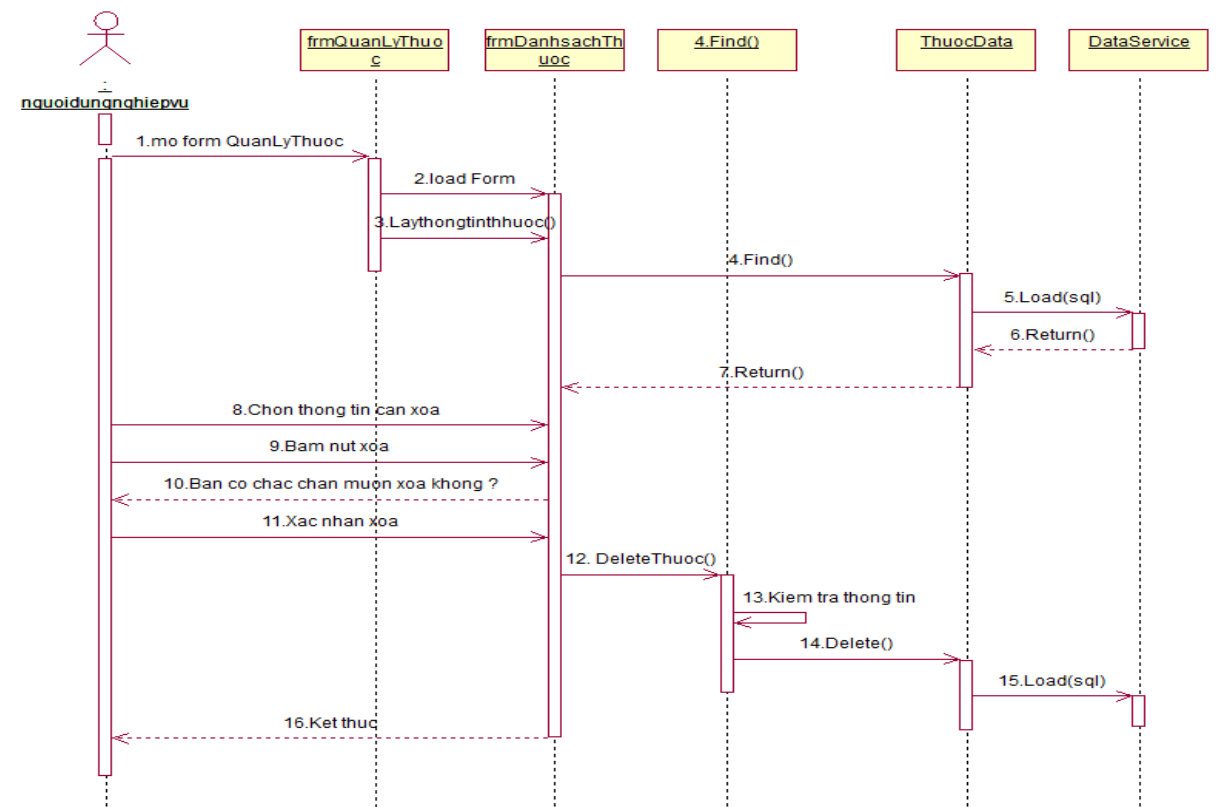 frmQuanLyThuo
c
frmDanhsachTh
uoc
4.Find()
ThuocData
DataService
:
nguoidungnghiepvu
1.mo form QuanLyThuoc
2.load Form
3.Laythongtinthhuoc()
4.Find()
5.Load(sql)
6.Return()
7.Return()
8.Chon thong tin can xoa
9.Bam nut xoa
10.Ban co chac chan muon xoa khong ?
11.Xac nhan xoa
12. DeleteThuoc()
13.Kiem tra thong tin
14.Delete()
15.Load(sql)
16.Ket thuc